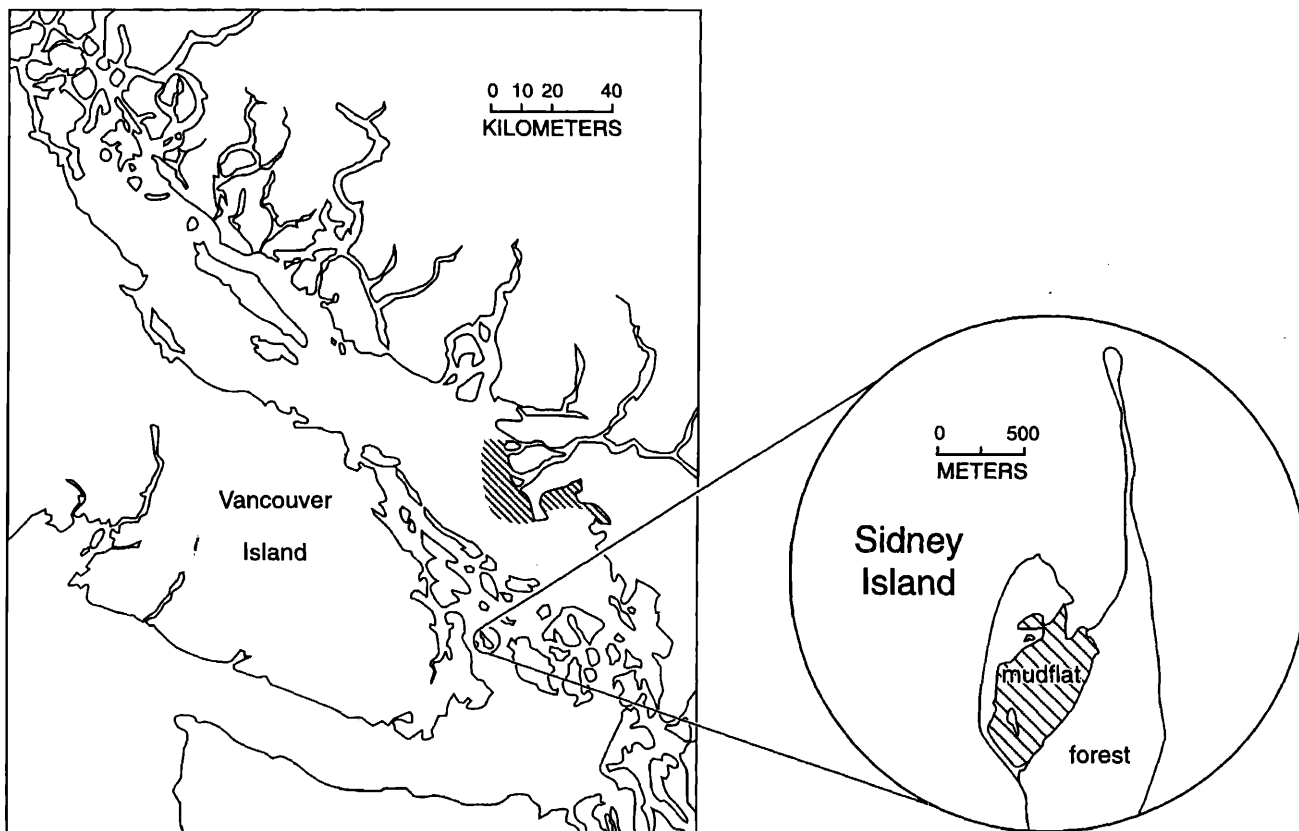 0 10 20 40
KILOMETERS
Vancouver
Island
0 500
METERS
Sidney
Island
mudflat
forest